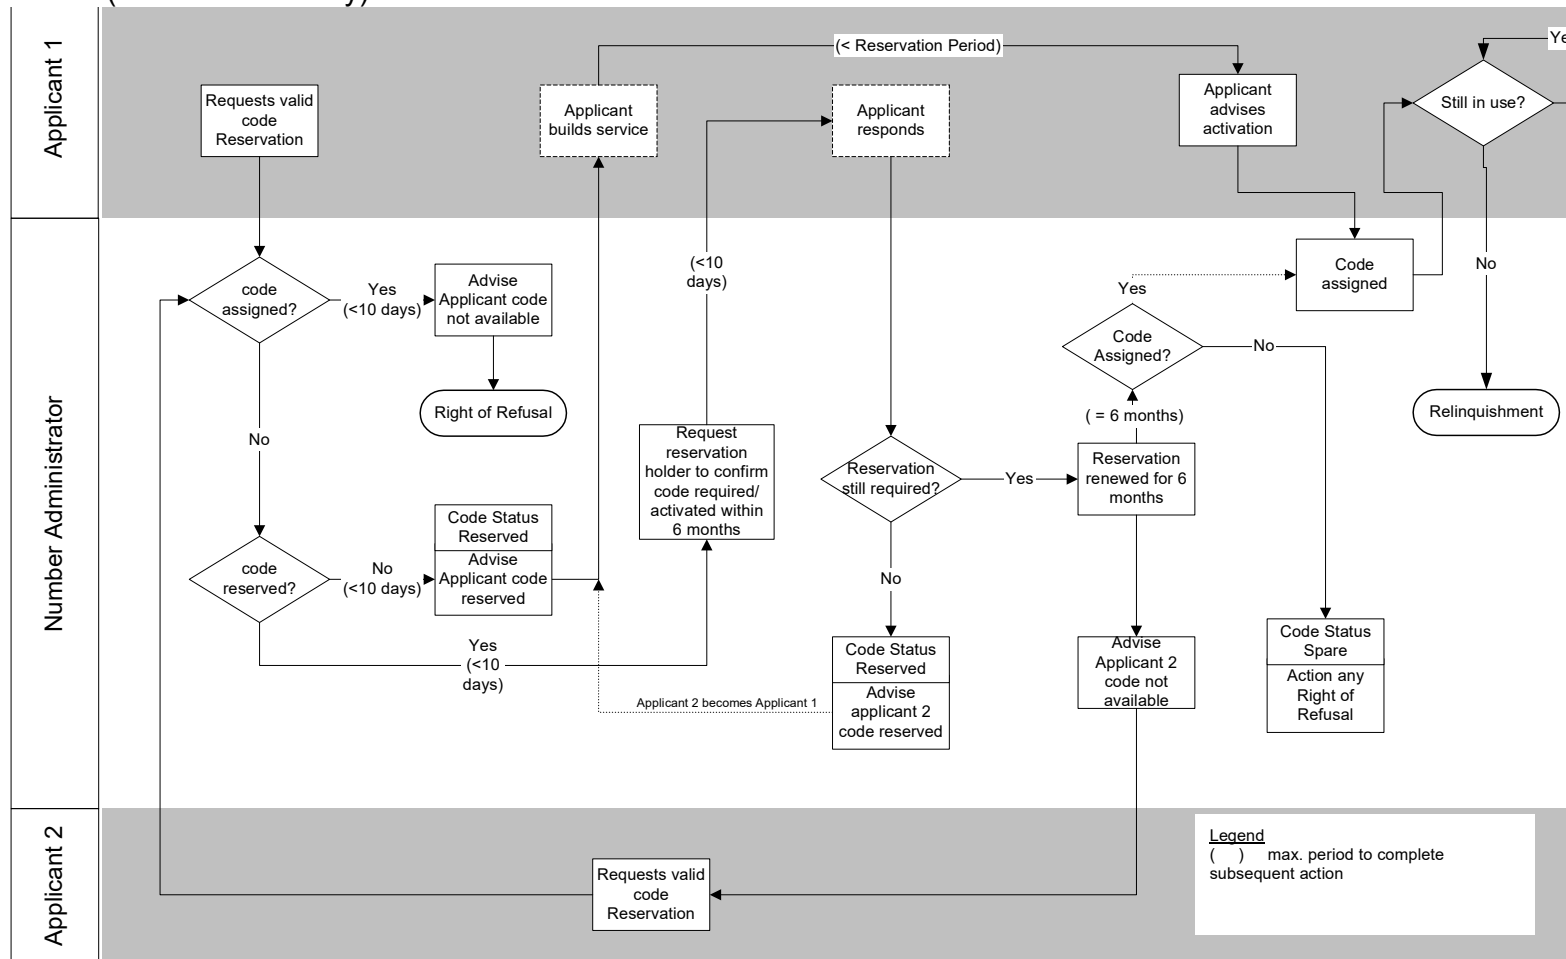 Applicant 1
Requests valid
code
Reservation
Applicant
builds service
(< Reservation Period)
Applicant
responds
Applicant
advises
activation
Still in use?
Ye
Number Administrator
code
assigned?
Yes
(<10 days)
Advise
Applicant code
not available
Right of Refusal
No
code
reserved?
No
(<10 days)
Code Status
Reserved
Advise
Applicant code
reserved
Yes
(<10
days)
Request
reservation
holder to confirm
code required/
activated within
6 months
(<10
days)
Reservation
still required?
Yes
No
Code Status
Reserved
Advise
applicant 2
code reserved
Applicant 2 becomes Applicant 1
Reservation
renewed for 6
months
( = 6 months)
Code
Assigned?
Yes
No
Code
assigned
No
Relinquishment
Advise
Applicant 2
code not
available
Code Status
Spare
Action any
Right of
Refusal
Applicant 2
Requests valid
code
Reservation
Legend
( ) max. period to complete
subsequent action